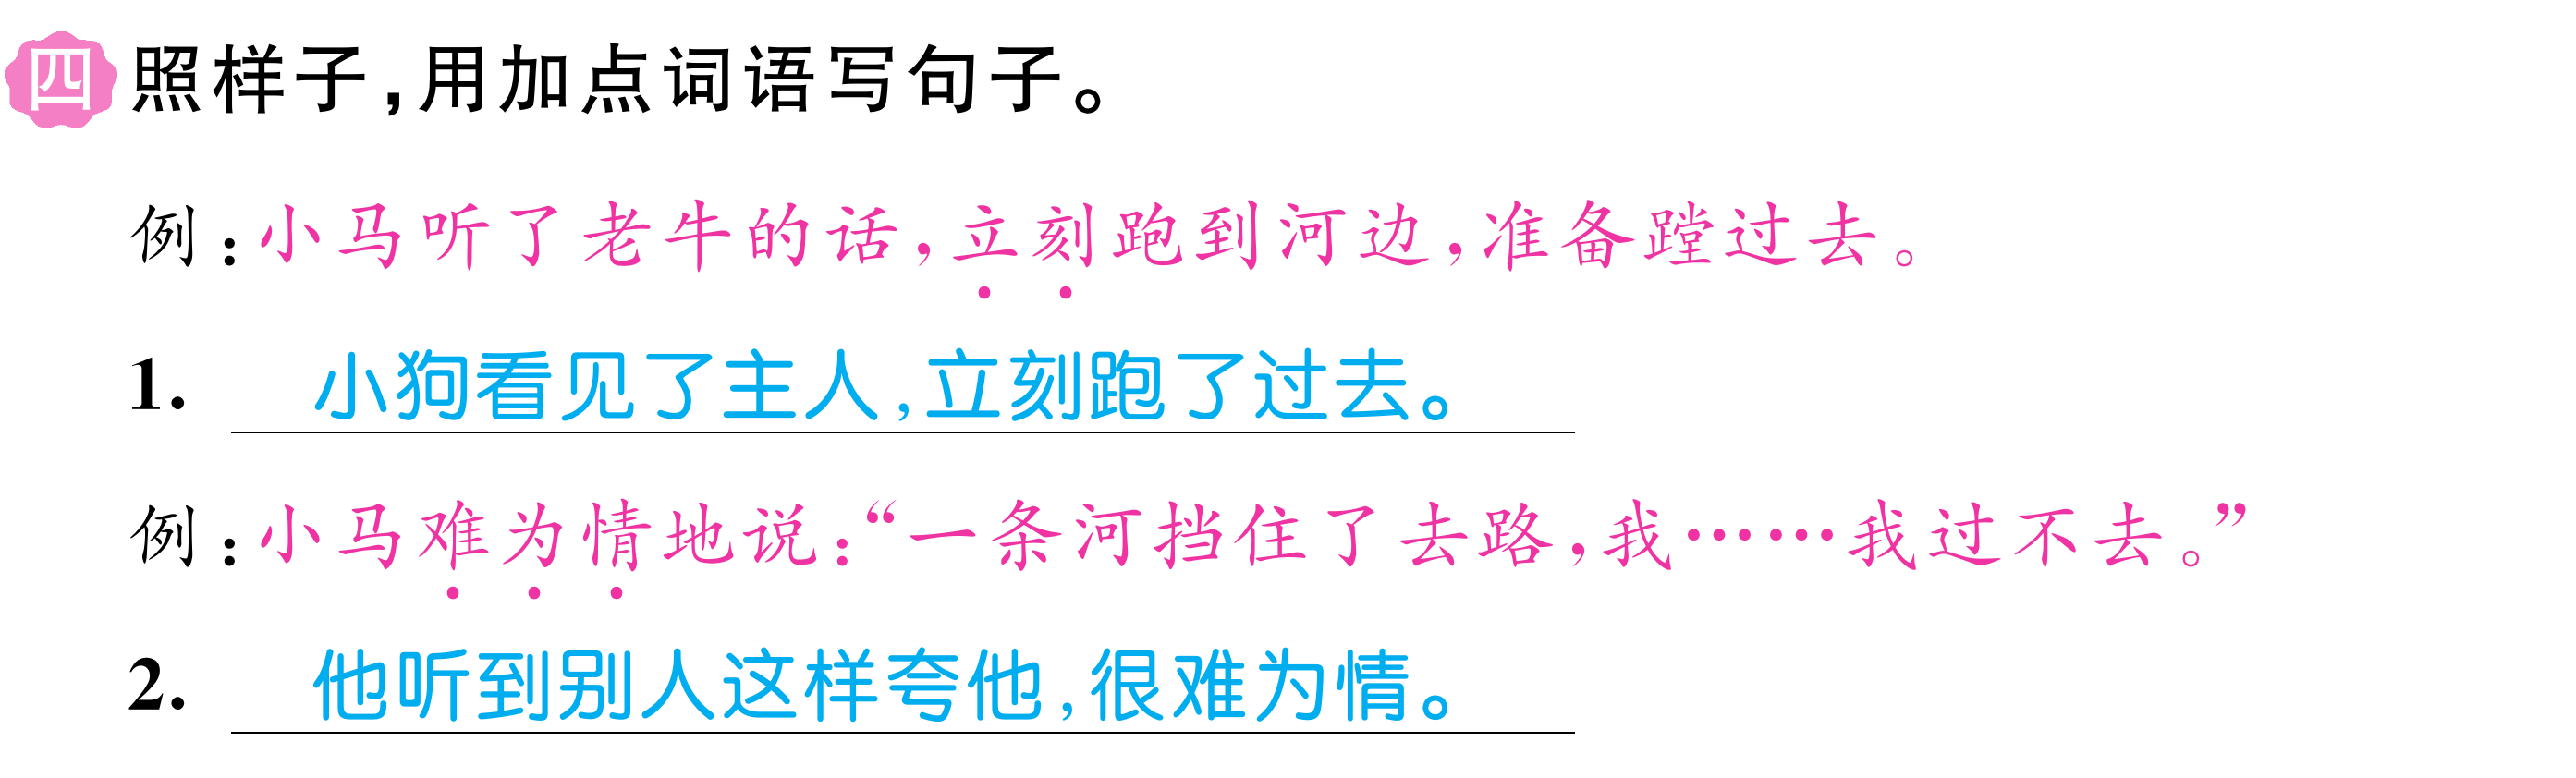 四 照样子,用加点词语写句子。
例:小马听了老牛的话,立刻跑到河边,准备蹚过去。
1. 小狗看见了主人,立刻跑了过去。
例:小马难为情地说:“一条河挡住了去路,我……我过不去。”
2. 他听到别人这样夸他,很难为情。